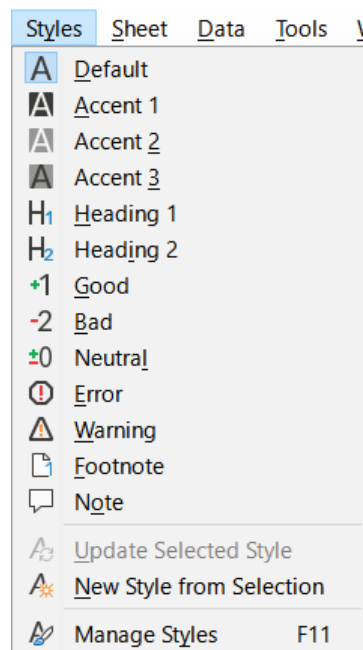 Styles Sheet Data Tools
Default
Accent 1
Accent 2
Accent 3
Heading 1
Heading 2
Good
Bad
Neutral
Error
Warning
Footnote
Note
Update Selected Style
New Style from Selection
Manage Styles F11